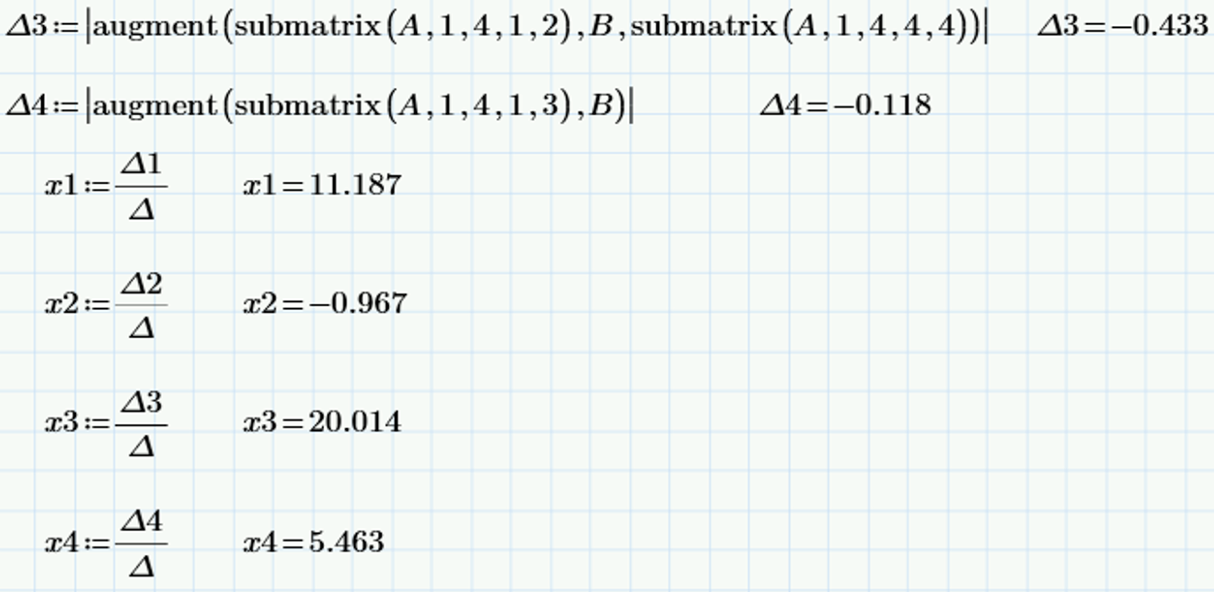 Δ3:=|augment(submatrix(A,1,4,1,2),B,submatrix(A,1,4,4,4))| Δ3=−0.433
Δ4:=|augment(submatrix(A,1,4,1,3),B)| Δ4=−0.118
x1:=Δ1/Δ x1=11.187
x2:=Δ2/Δ x2=−0.967
x3:=Δ3/Δ x3=20.014
x4:=Δ4/Δ x4=5.463